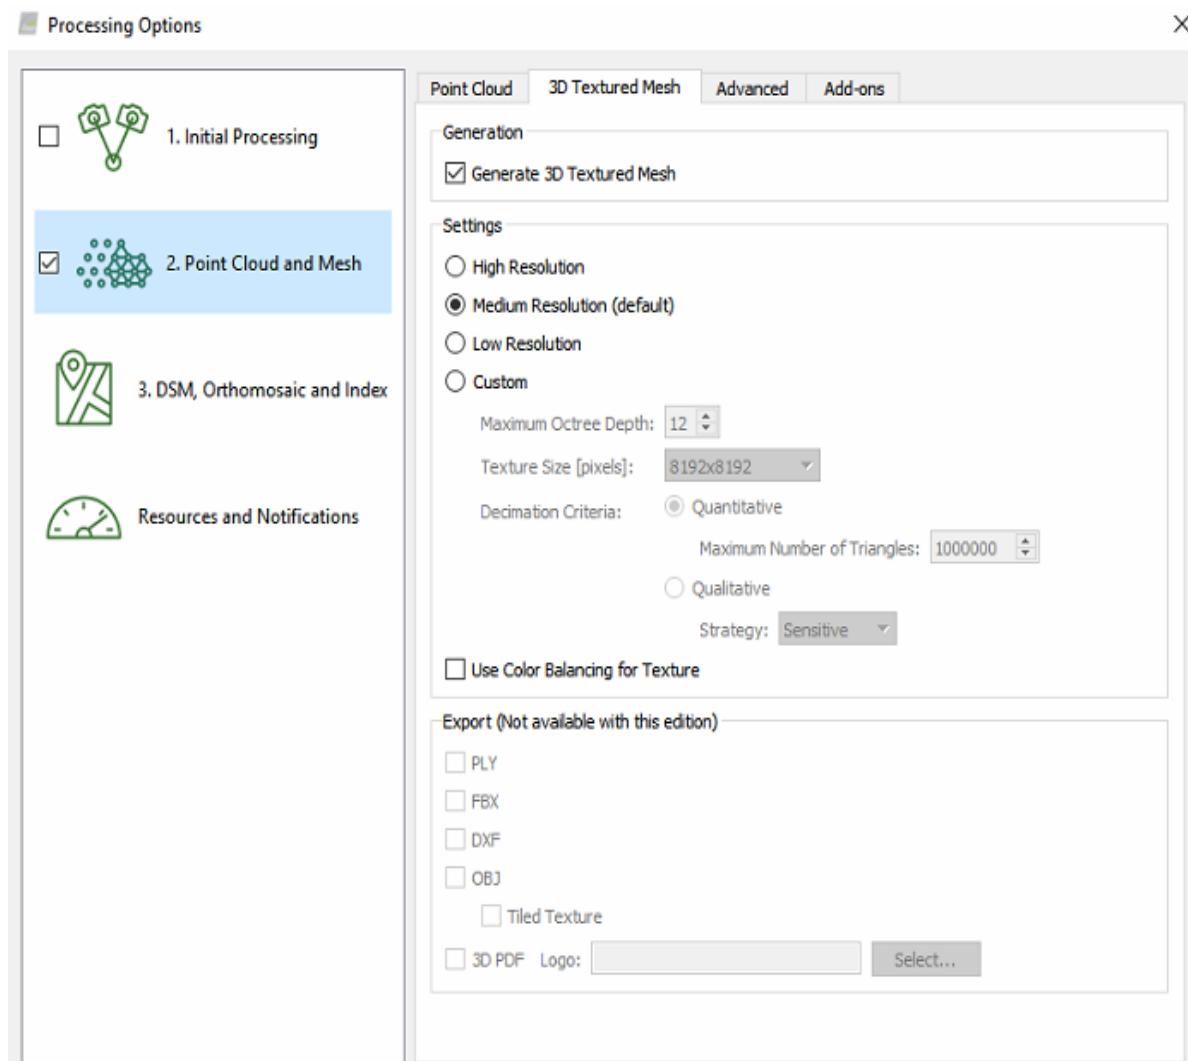 Processing Options
1. Initial Processing
2. Point Cloud and Mesh
3. DSM, Orthomosaic and Index
Resources and Notifications
Point Cloud
3D Textured Mesh
Advanced
Add-ons
Generation
Generate 3D Textured Mesh
Settings
High Resolution
Medium Resolution (default)
Low Resolution
Custom
Maximum Octree Depth: 12
Texture Size [pixels]: 8192x8192
Decimation Criteria: Quantitative
Maximum Number of Triangles: 1000000
Qualitative
Strategy: Sensitive
Use Color Balancing for Texture
Export (Not available with this edition)
PLY
FBX
DXF
OBJ
Tiled Texture
3D PDF Logo: Select...